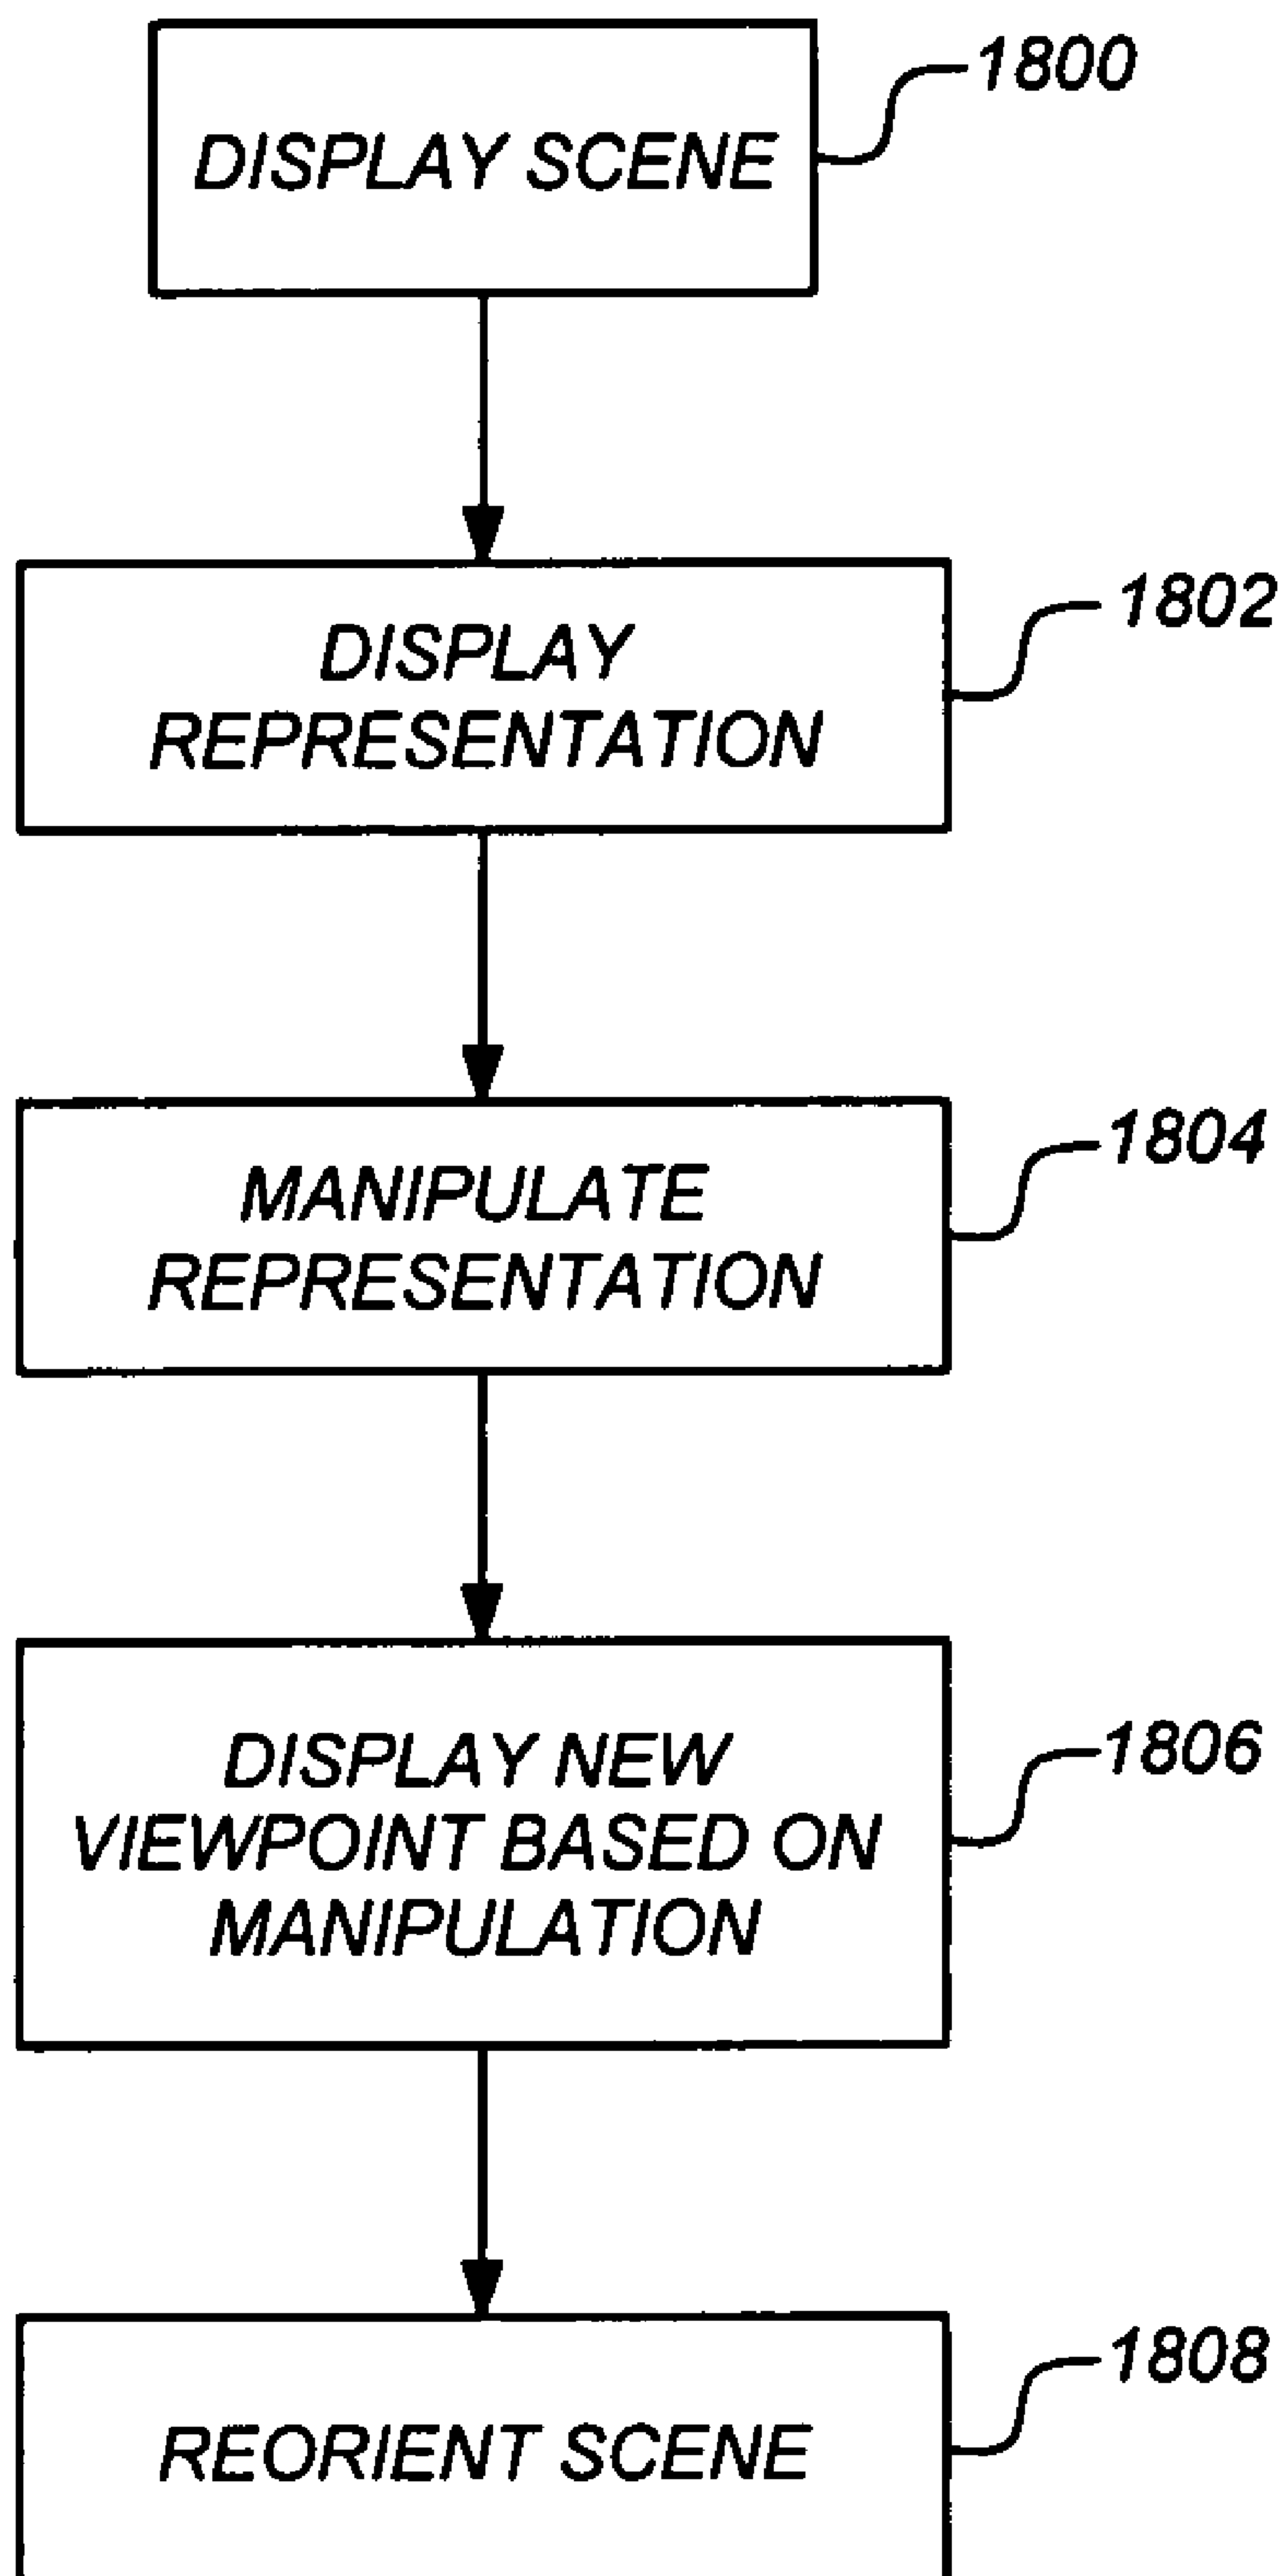 1800
DISPLAY SCENE
1802
DISPLAY
REPRESENTATION
1804
MANIPULATE
REPRESENTATION
1806
DISPLAY NEW
VIEWPOINT BASED ON
MANIPULATION
1808
REORIENT SCENE